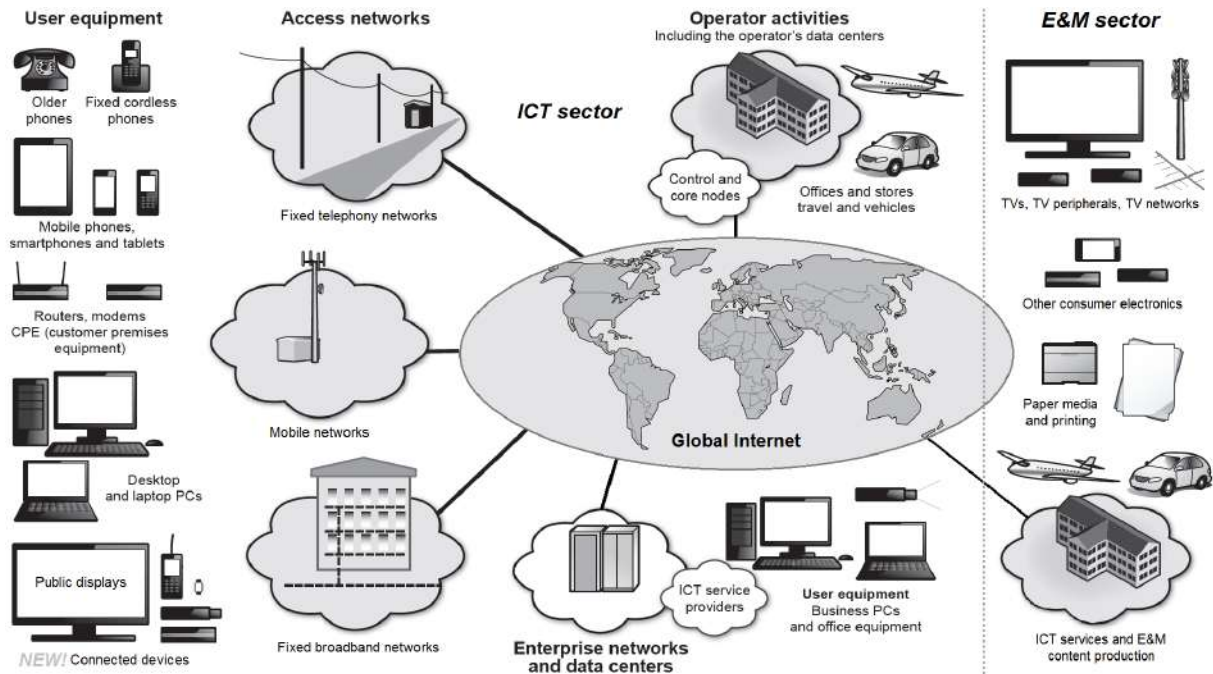 User equipment
Older
phones
Fixed cordless
phones
Mobile phones,
smartphones and tablets
Routers, modems
CPE (customer premises
equipment)
Desktop
and laptop PCs
Public displays
NEW! Connected devices
Access networks
Fixed telephony networks
Mobile networks
Fixed broadband networks
ICT sector
Operator activities
Including the operator's data centers
Control and
core nodes
Offices and stores
travel and vehicles
Global Internet
ICT service
providers
Enterprise networks
and data centers
User equipment
Business PCs
and office equipment
E&M sector
TVs, TV peripherals, TV networks
Other consumer electronics
Paper media
and printing
ICT services and E&M
content production